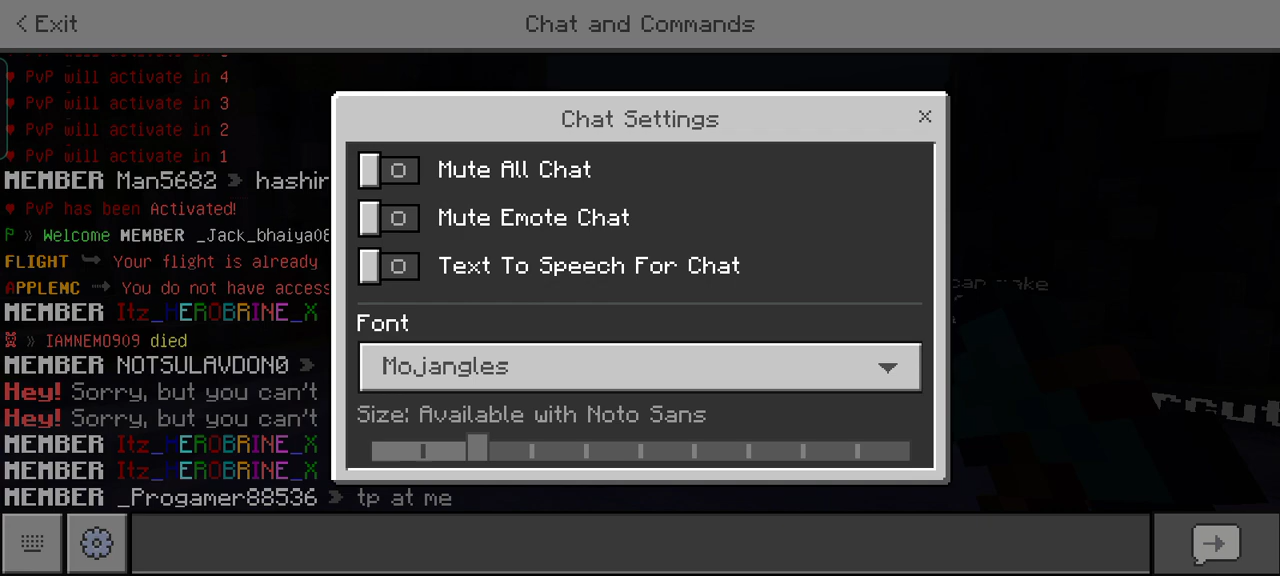 < Exit
Chat and Commands
♥ PvP will activate in 4
♥ PvP will activate in 3
♥ PvP will activate in 2
♥ PvP will activate in 1
MEMBER Man5682 » hashir
♥ PvP has been Activated!
P » Welcome MEMBER _Jack_bhaiya08
FLIGHT ↪ Your flight is already
APPLEMC → You do not have access
MEMBER Itz_HEROBRINE_X
» IAMNEMO909 died
MEMBER NOTSULAVDON0 »
Hey! Sorry, but you can't
Hey! Sorry, but you can't
MEMBER Itz_HEROBRINE_X
MEMBER Itz_HEROBRINE_X
MEMBER _Progamer88536 » tp at me
Chat Settings
Mute All Chat
Mute Emote Chat
Text To Speech For Chat
Font
Mojangles
Size: Available with Noto Sans
can make